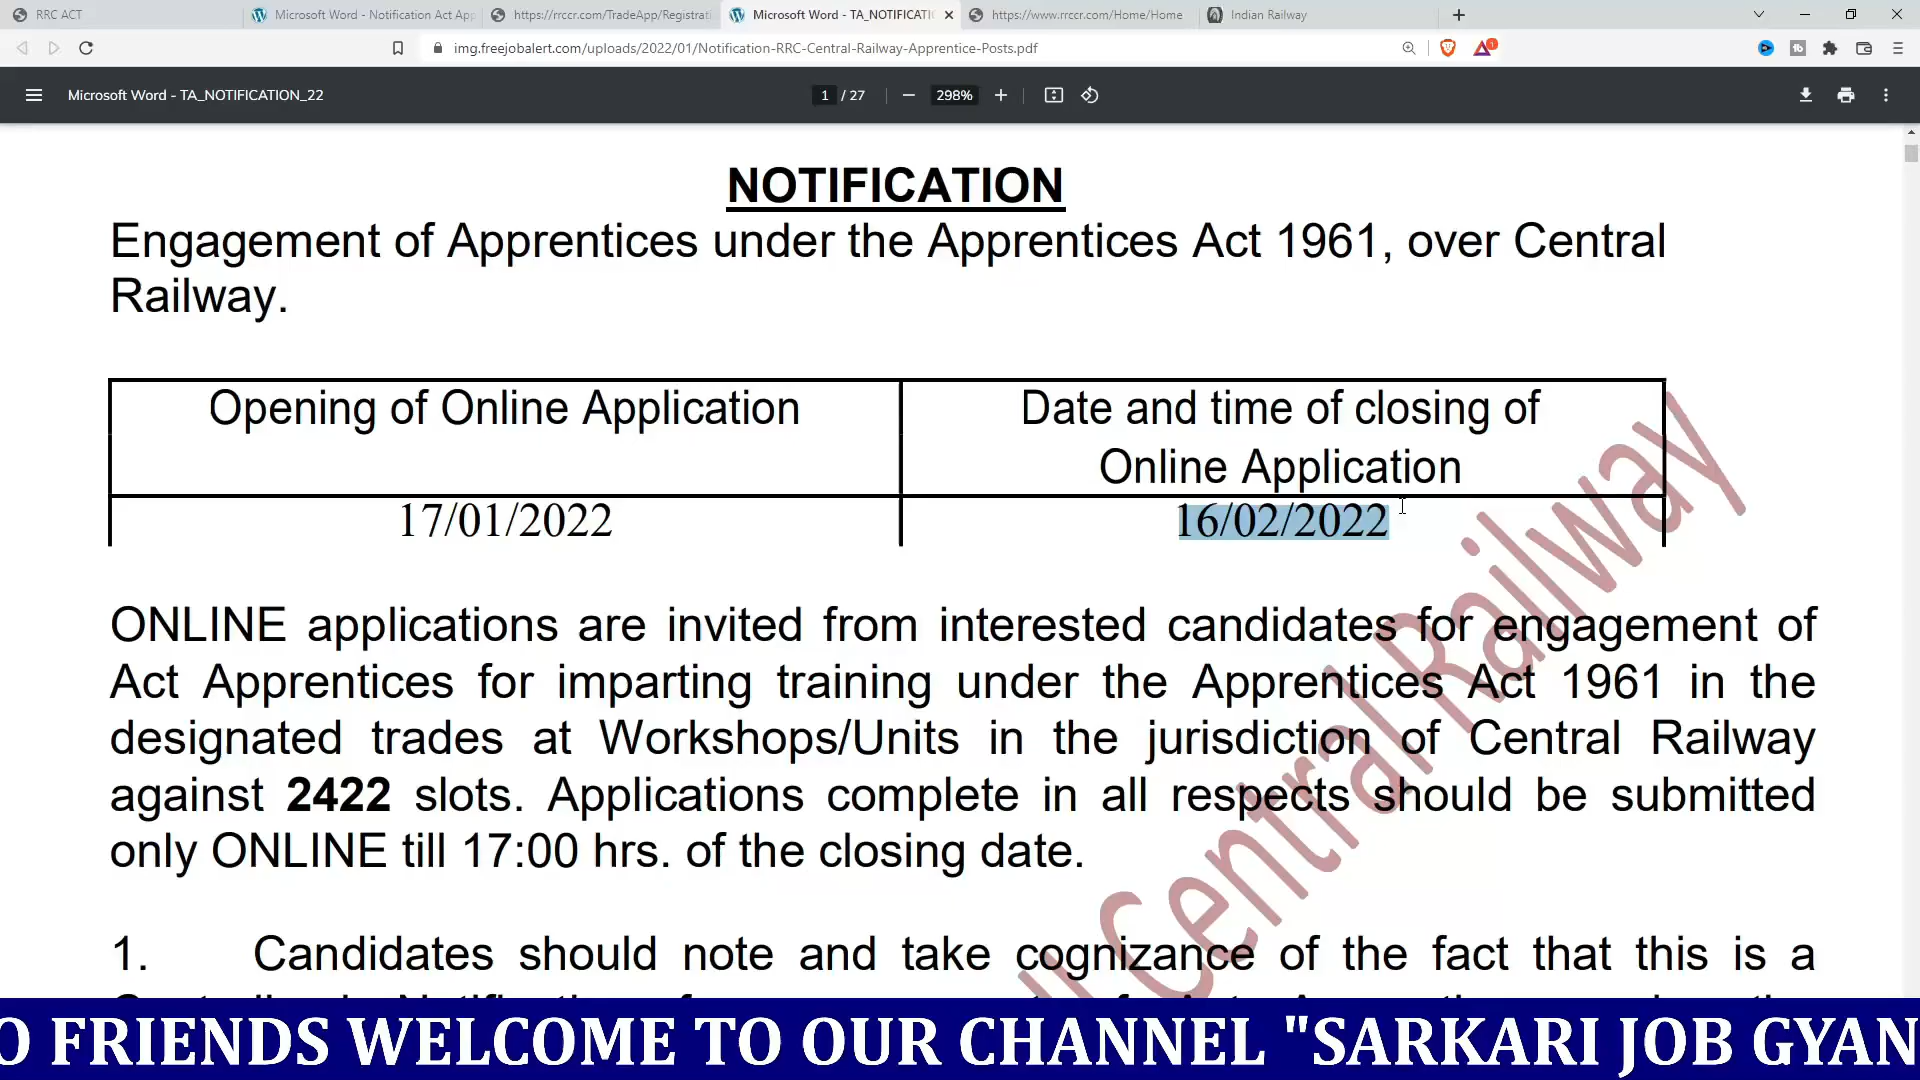 RRC ACT
Microsoft Word - Notification Act App
https://rrccr.com/TradeApp/Registrati
Microsoft Word - TA_NOTIFICATI
https://www.rrccr.com/Home/Home
Indian Railway
img.freejobalert.com/uploads/2022/01/Notification-RRC-Central-Railway-Apprentice-Posts.pdf
1
Microsoft Word - TA_NOTIFICATION_22
1 / 27
298%
NOTIFICATION
Engagement of Apprentices under the Apprentices Act 1961, over Central
Railway.
Opening of Online Application
Date and time of closing of
Online Application
17/01/2022
16/02/2022
ONLINE applications are invited from interested candidates for engagement of
Act Apprentices for imparting training under the Apprentices Act 1961 in the
designated trades at Workshops/Units in the jurisdiction of Central Railway
against 2422 slots. Applications complete in all respects should be submitted
only ONLINE till 17:00 hrs. of the closing date.
1. Candidates should note and take cognizance of the fact that this is a
Central Railway
O FRIENDS WELCOME TO OUR CHANNEL "SARKARI JOB GYAN